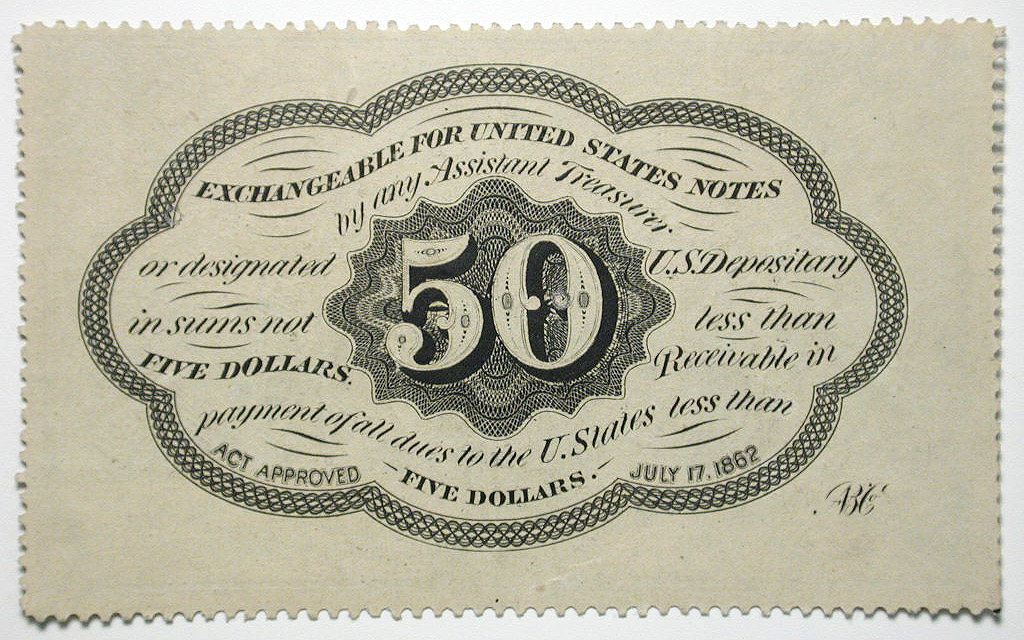 EXCHANGEABLE FOR UNITED STATES NOTES
by any Assistant Treasurer
or designated U.S. Depositary
in sums not less than
FIVE DOLLARS. Receivable in
payment of all dues to the U. States less than
FIVE DOLLARS.
ACT APPROVED JULY 17, 1862
50
ABCo